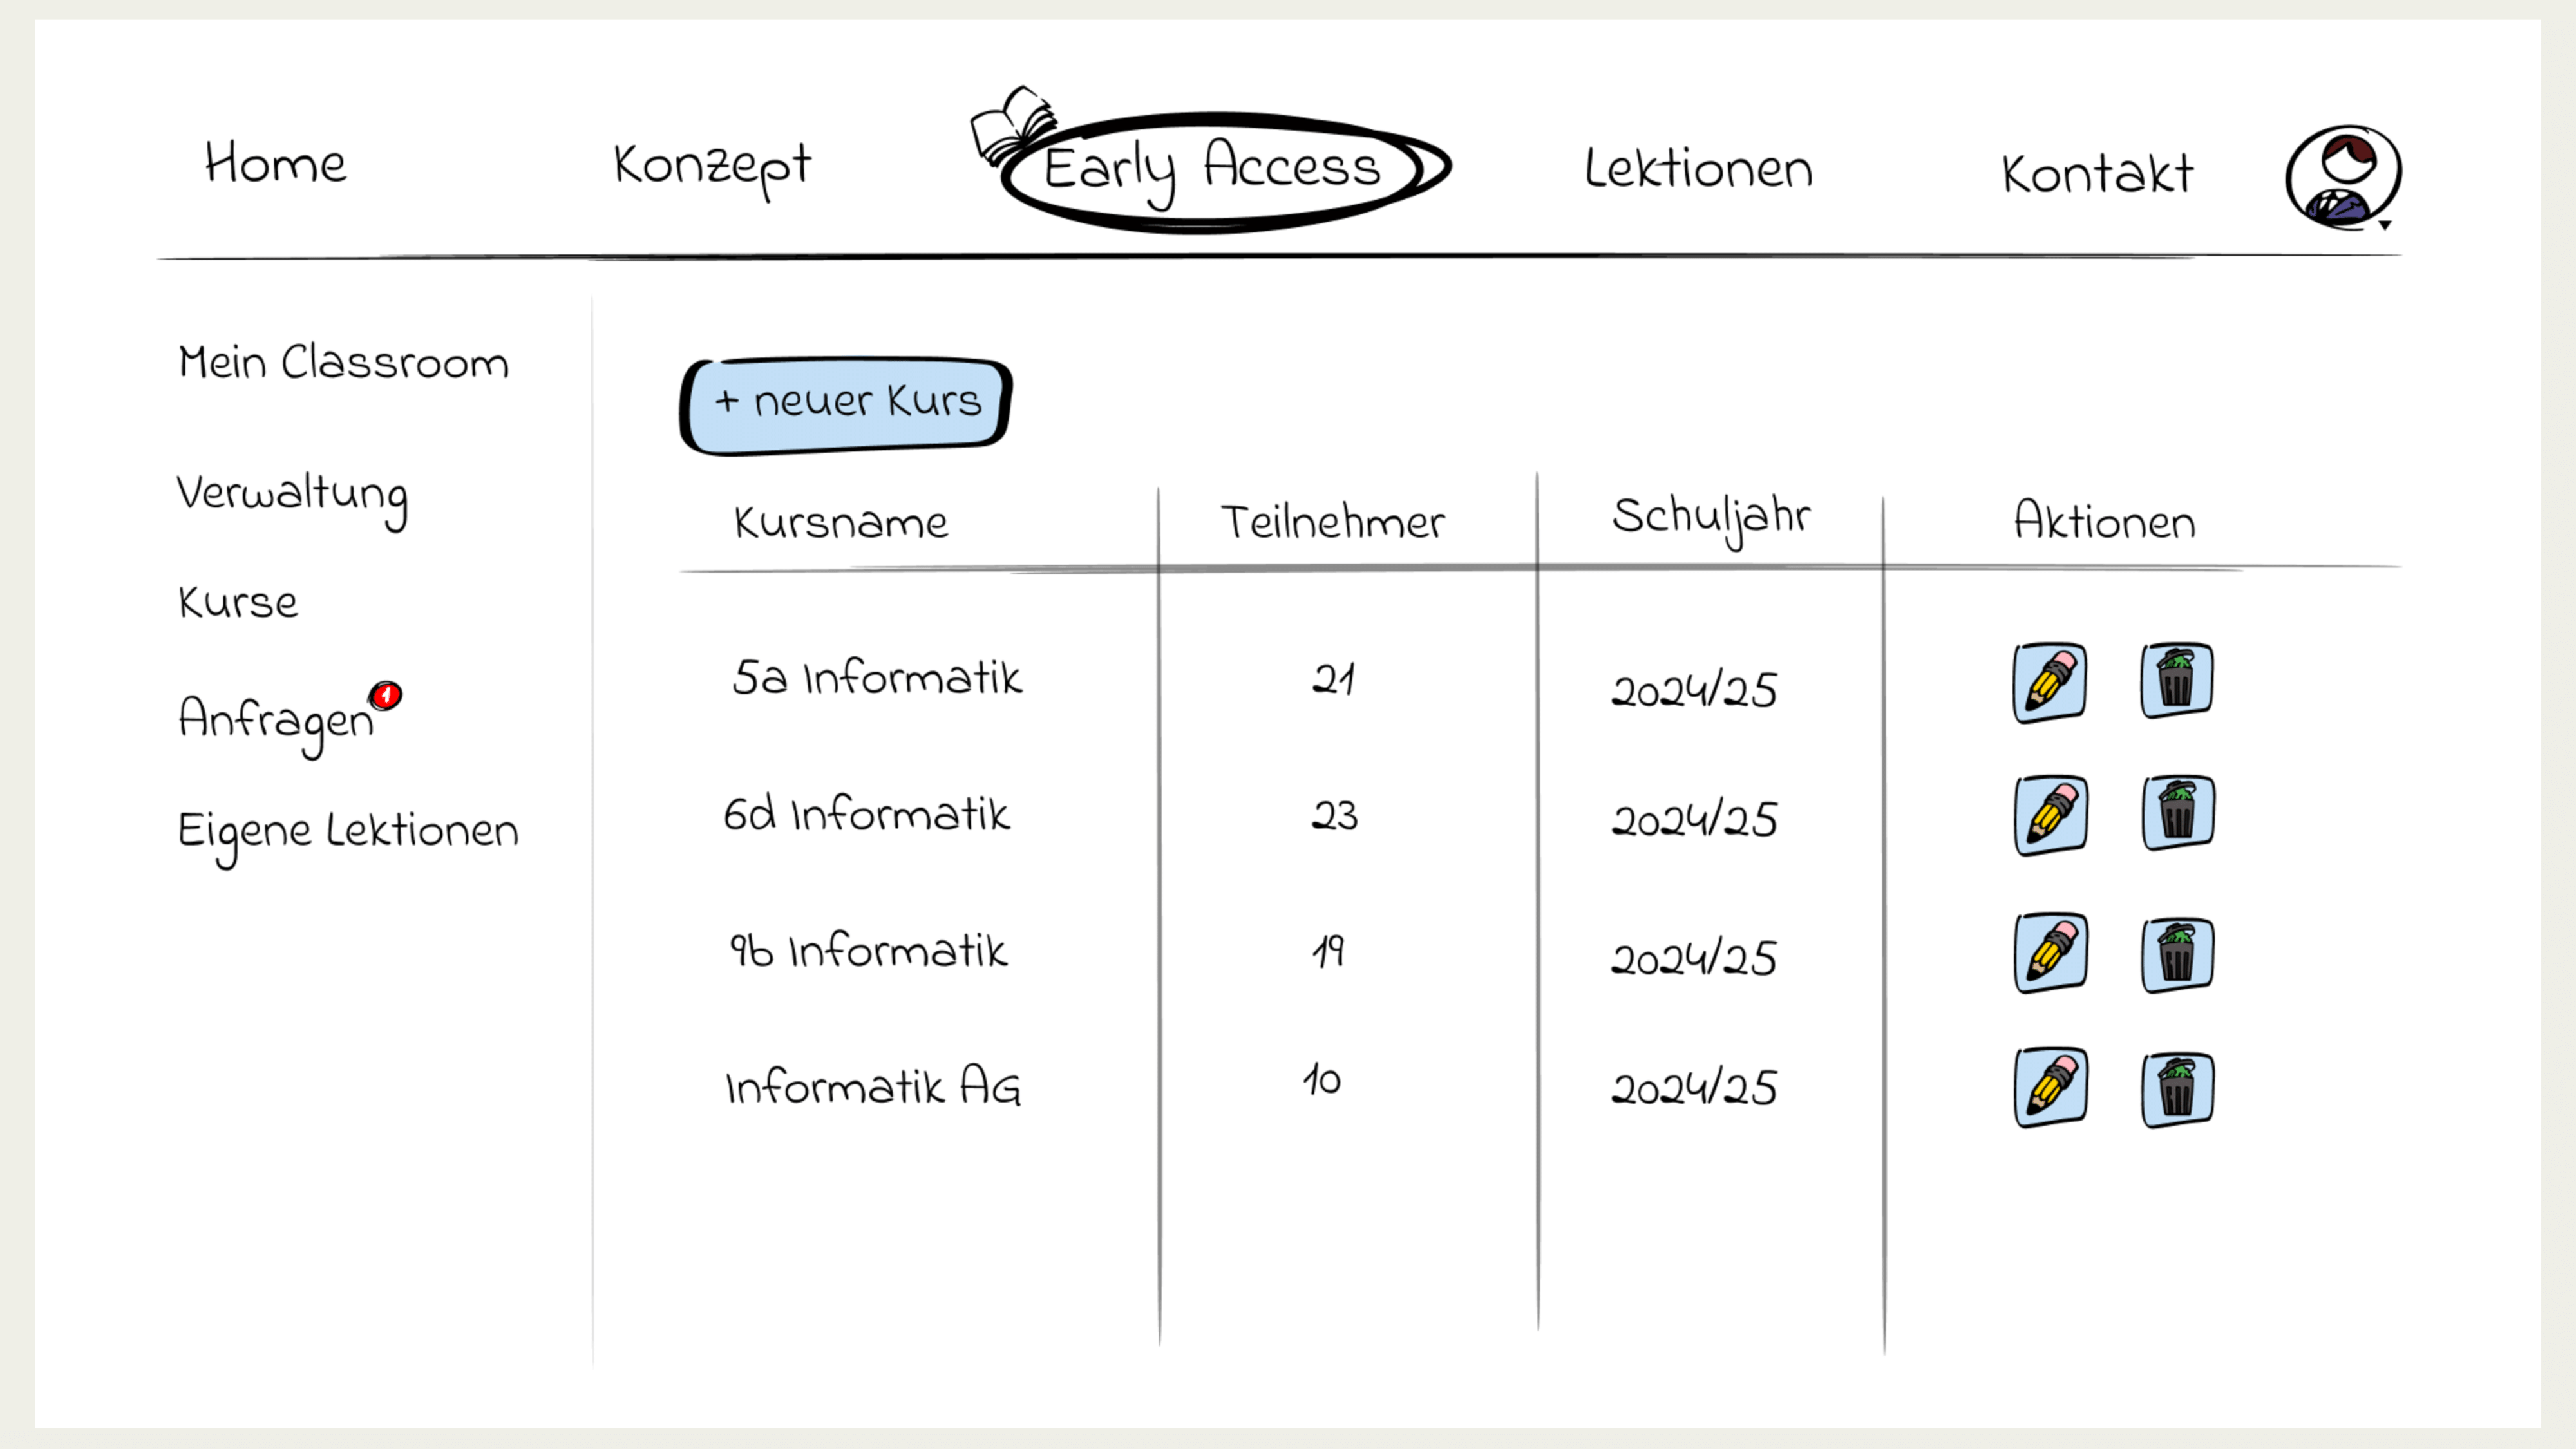 Home Konzept Early Access Lektionen Kontakt
Mein Classroom
Verwaltung
Kurse
Anfragen 1
Eigene Lektionen
+ neuer Kurs
Kursname Teilnehmer Schuljahr Aktionen
5a Informatik 21 2024/25
6d Informatik 23 2024/25
9b Informatik 19 2024/25
Informatik AG 10 2024/25